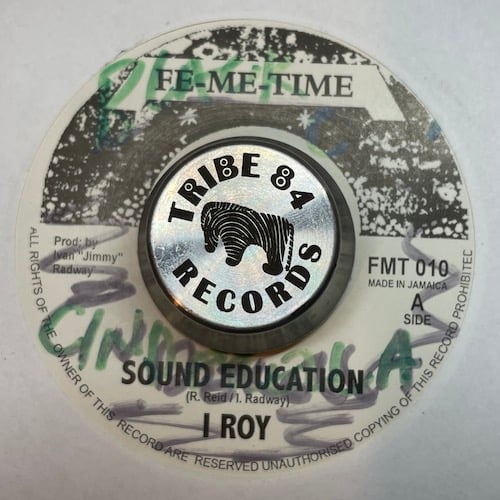 FE-ME-TIME
TRIBE 84
RECORDS
Prod: by
Ivan "Jimmy"
Radway
FMT 010
MADE IN JAMAICA
A
SIDE
SOUND EDUCATION
(R. Reid / I. Radway)
I ROY
ALL RIGHTS OF THE OWNER OF THIS RECORD ARE RESERVED UNAUTHORISED COPYING OF THIS RECORD PROHIBITED